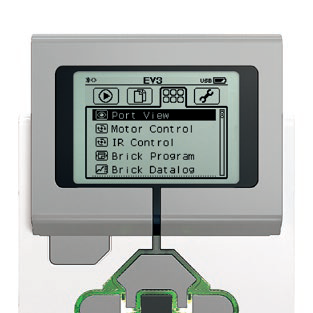 EV3 USB
Port View
Motor Control
IR Control
Brick Program
Brick Datalog